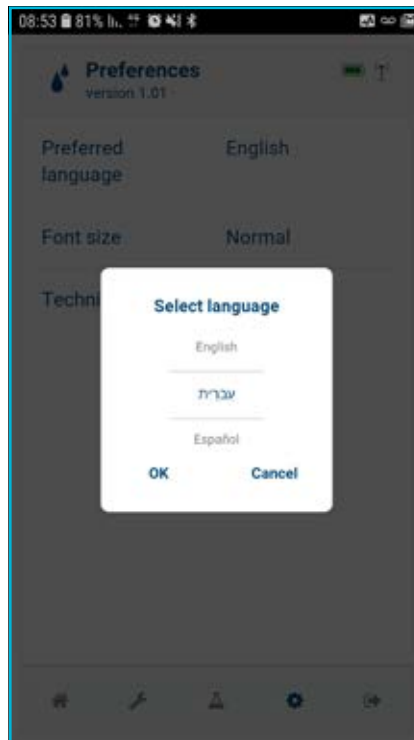 08:53 81%
Preferences
version 1.01
Preferred language English
Font size Normal
Techni
Select language
English
עברית
Español
OK Cancel